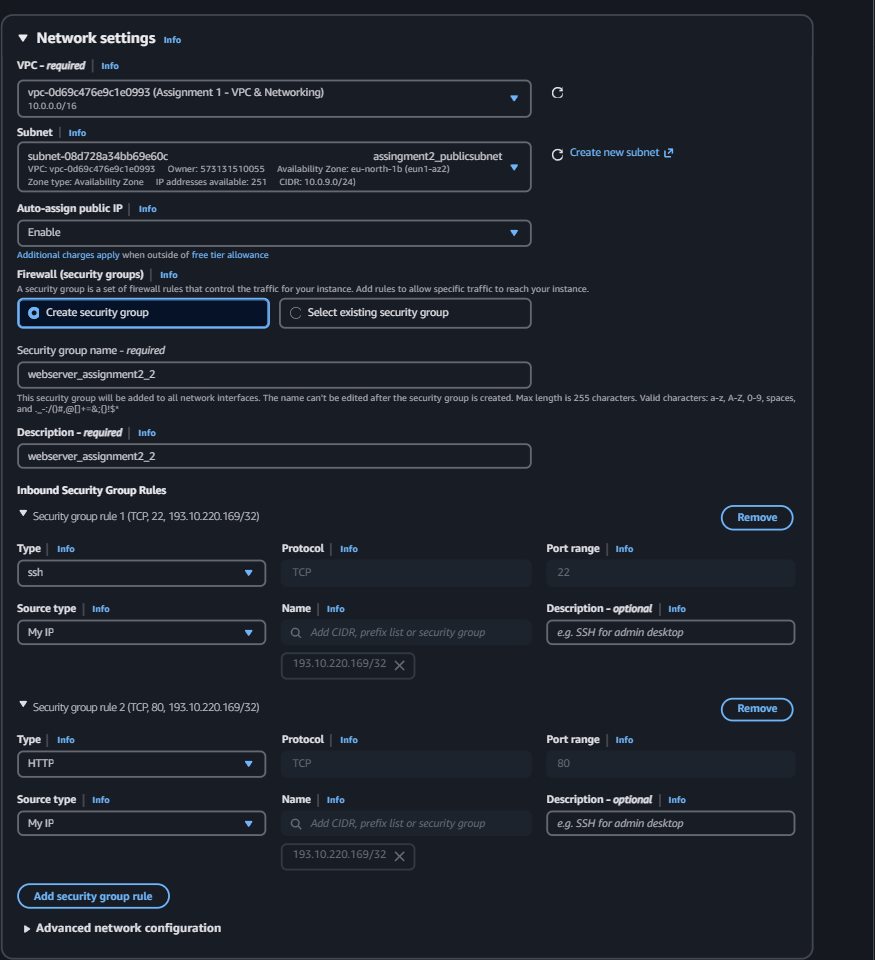 Network settings Info
VPC – required Info
vpc-0d69c476e9c1e0993 (Assignment 1 - VPC & Networking)
10.0.0.0/16
Subnet Info
subnet-08d728a34bb69e60c assingment2_publicsubnet
VPC: vpc-0d69c476e9c1e0993 Owner: 573131510055 Availability Zone: eu-north-1b (eun1-az2)
Zone type: Availability Zone IP addresses available: 251 CIDR: 10.0.9.0/24)
Create new subnet
Auto-assign public IP Info
Enable
Additional charges apply when outside of free tier allowance
Firewall (security groups) Info
A security group is a set of firewall rules that control the traffic for your instance. Add rules to allow specific traffic to reach your instance.
Create security group Select existing security group
Security group name - required
webserver_assignment2_2
This security group will be added to all network interfaces. The name can't be edited after the security group is created. Max length is 255 characters. Valid characters: a-z, A-Z, 0-9, spaces,
and ._-:/()#,@[]+=&;{}!$*
Description – required Info
webserver_assignment2_2
Inbound Security Group Rules
Security group rule 1 (TCP, 22, 193.10.220.169/32) Remove
Type Info Protocol Info Port range Info
ssh TCP 22
Source type Info Name Info Description – optional Info
My IP Add CIDR, prefix list or security group e.g. SSH for admin desktop
193.10.220.169/32
Security group rule 2 (TCP, 80, 193.10.220.169/32) Remove
Type Info Protocol Info Port range Info
HTTP TCP 80
Source type Info Name Info Description – optional Info
My IP Add CIDR, prefix list or security group e.g. SSH for admin desktop
193.10.220.169/32
Add security group rule
Advanced network configuration